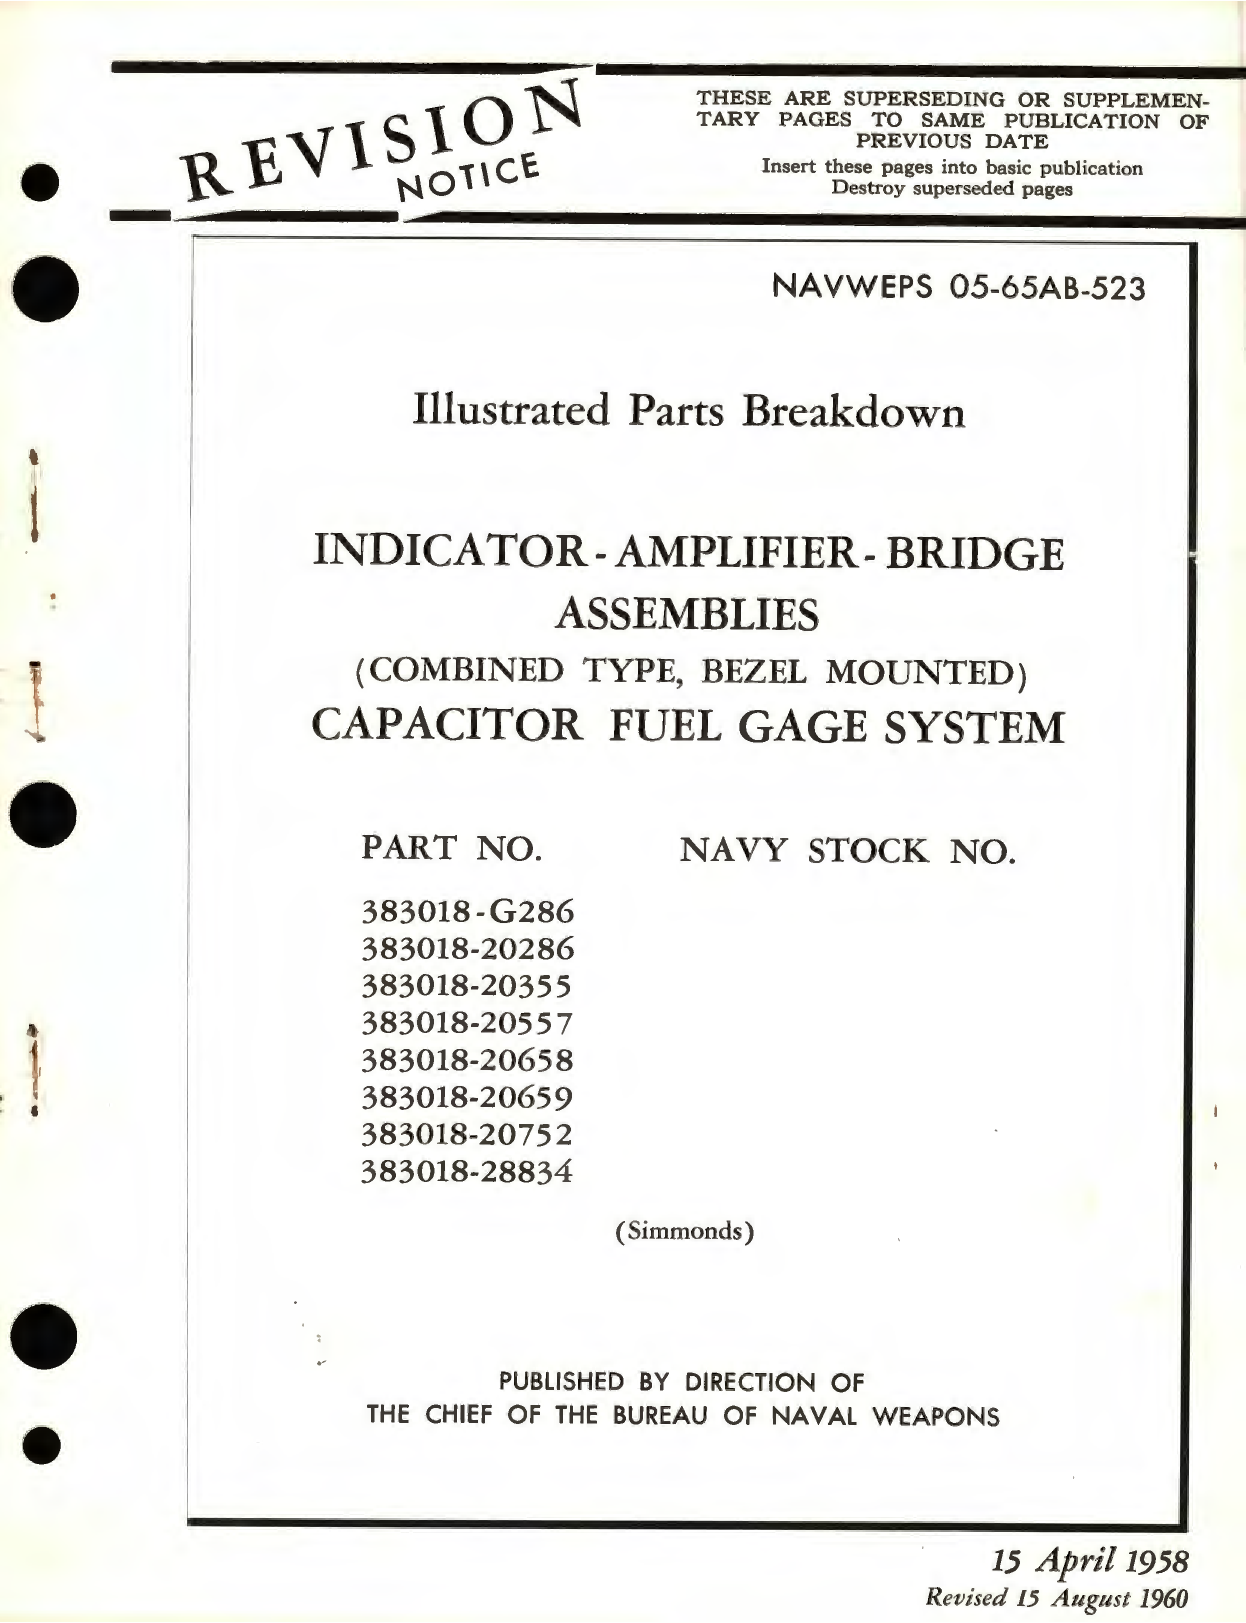 REVISION
NOTICE
THESE ARE SUPERSEDING OR SUPPLEMEN-
TARY PAGES TO SAME PUBLICATION OF
PREVIOUS DATE
Insert these pages into basic publication
Destroy superseded pages
NAVWEPS 05-65AB-523
Illustrated Parts Breakdown
INDICATOR-AMPLIFIER-BRIDGE
ASSEMBLIES
(COMBINED TYPE, BEZEL MOUNTED)
CAPACITOR FUEL GAGE SYSTEM
PART NO. NAVY STOCK NO.
383018-G286
383018-20286
383018-20355
383018-20557
383018-20658
383018-20659
383018-20752
383018-28834
(Simmonds)
PUBLISHED BY DIRECTION OF
THE CHIEF OF THE BUREAU OF NAVAL WEAPONS
15 April 1958
Revised 15 August 1960